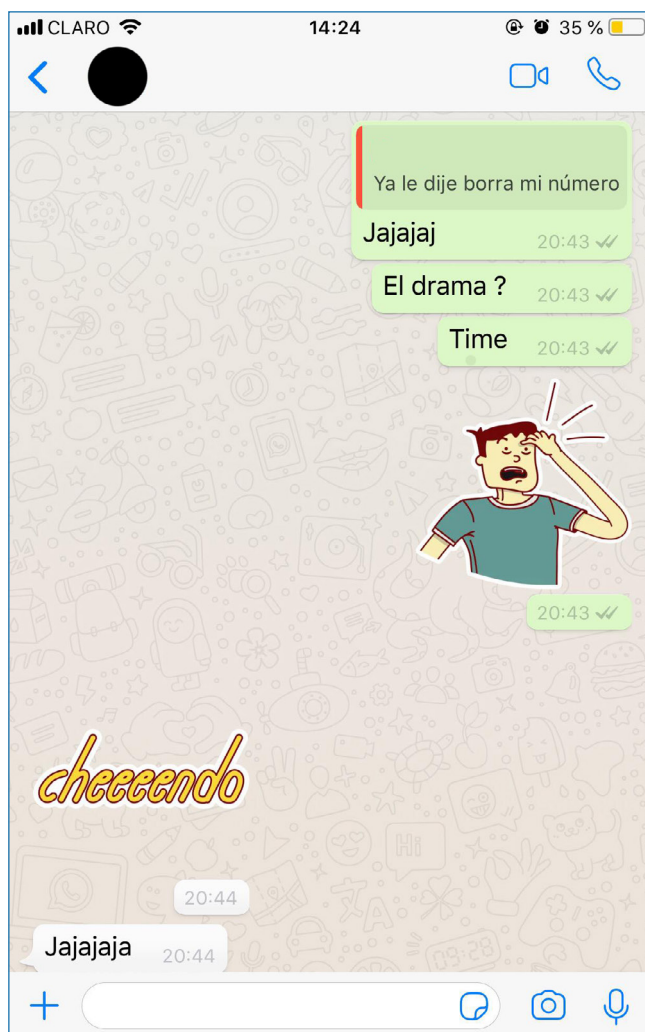 CLARO 14:24 35 %
Ya le dije borra mi número
Jajajaj 20:43
El drama ? 20:43
Time 20:43
20:43
cheeeendo
20:44
Jajajaja 20:44